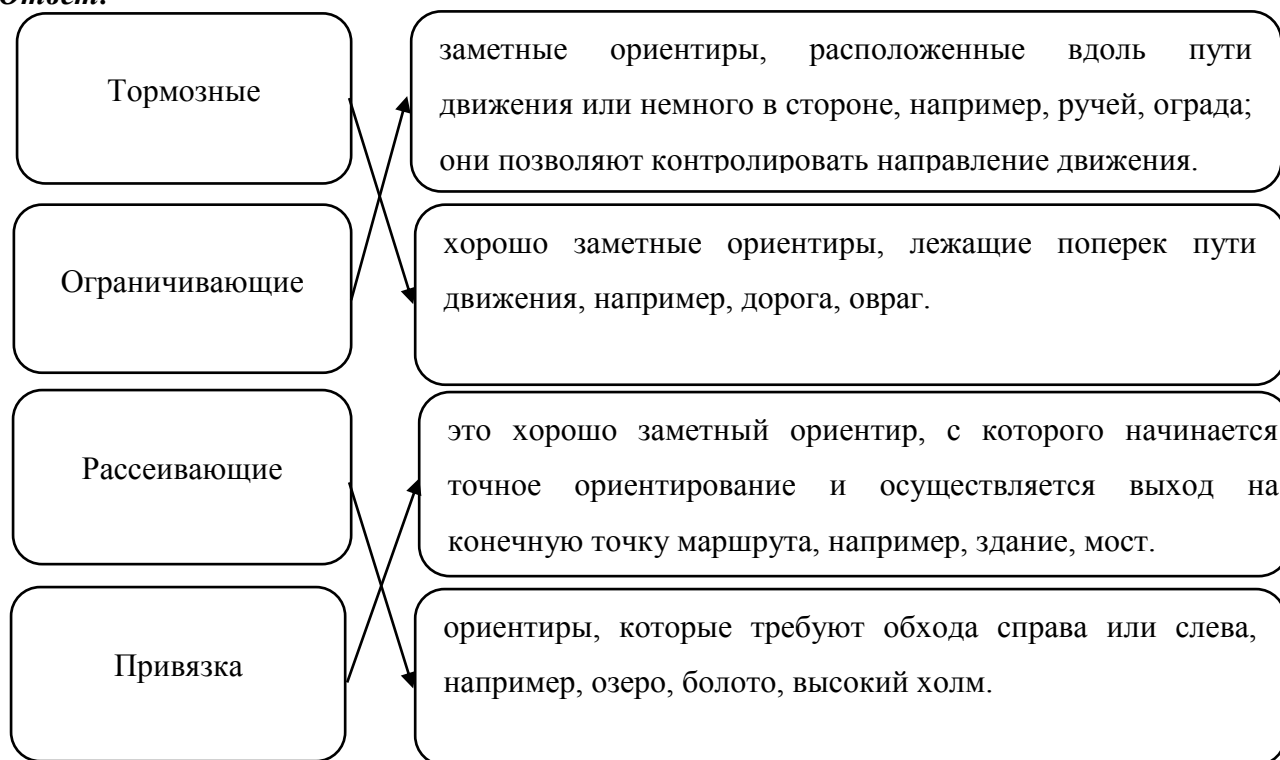 Ответ:
Тормозные
заметные ориентиры, расположенные вдоль пути
движения или немного в стороне, например, ручей, ограда;
они позволяют контролировать направление движения.
Ограничивающие
хорошо заметные ориентиры, лежащие поперек пути
движения, например, дорога, овраг.
Рассеивающие
это хорошо заметный ориентир, с которого начинается
точное ориентирование и осуществляется выход на
конечную точку маршрута, например, здание, мост.
Привязка
ориентиры, которые требуют обхода справа или слева,
например, озеро, болото, высокий холм.